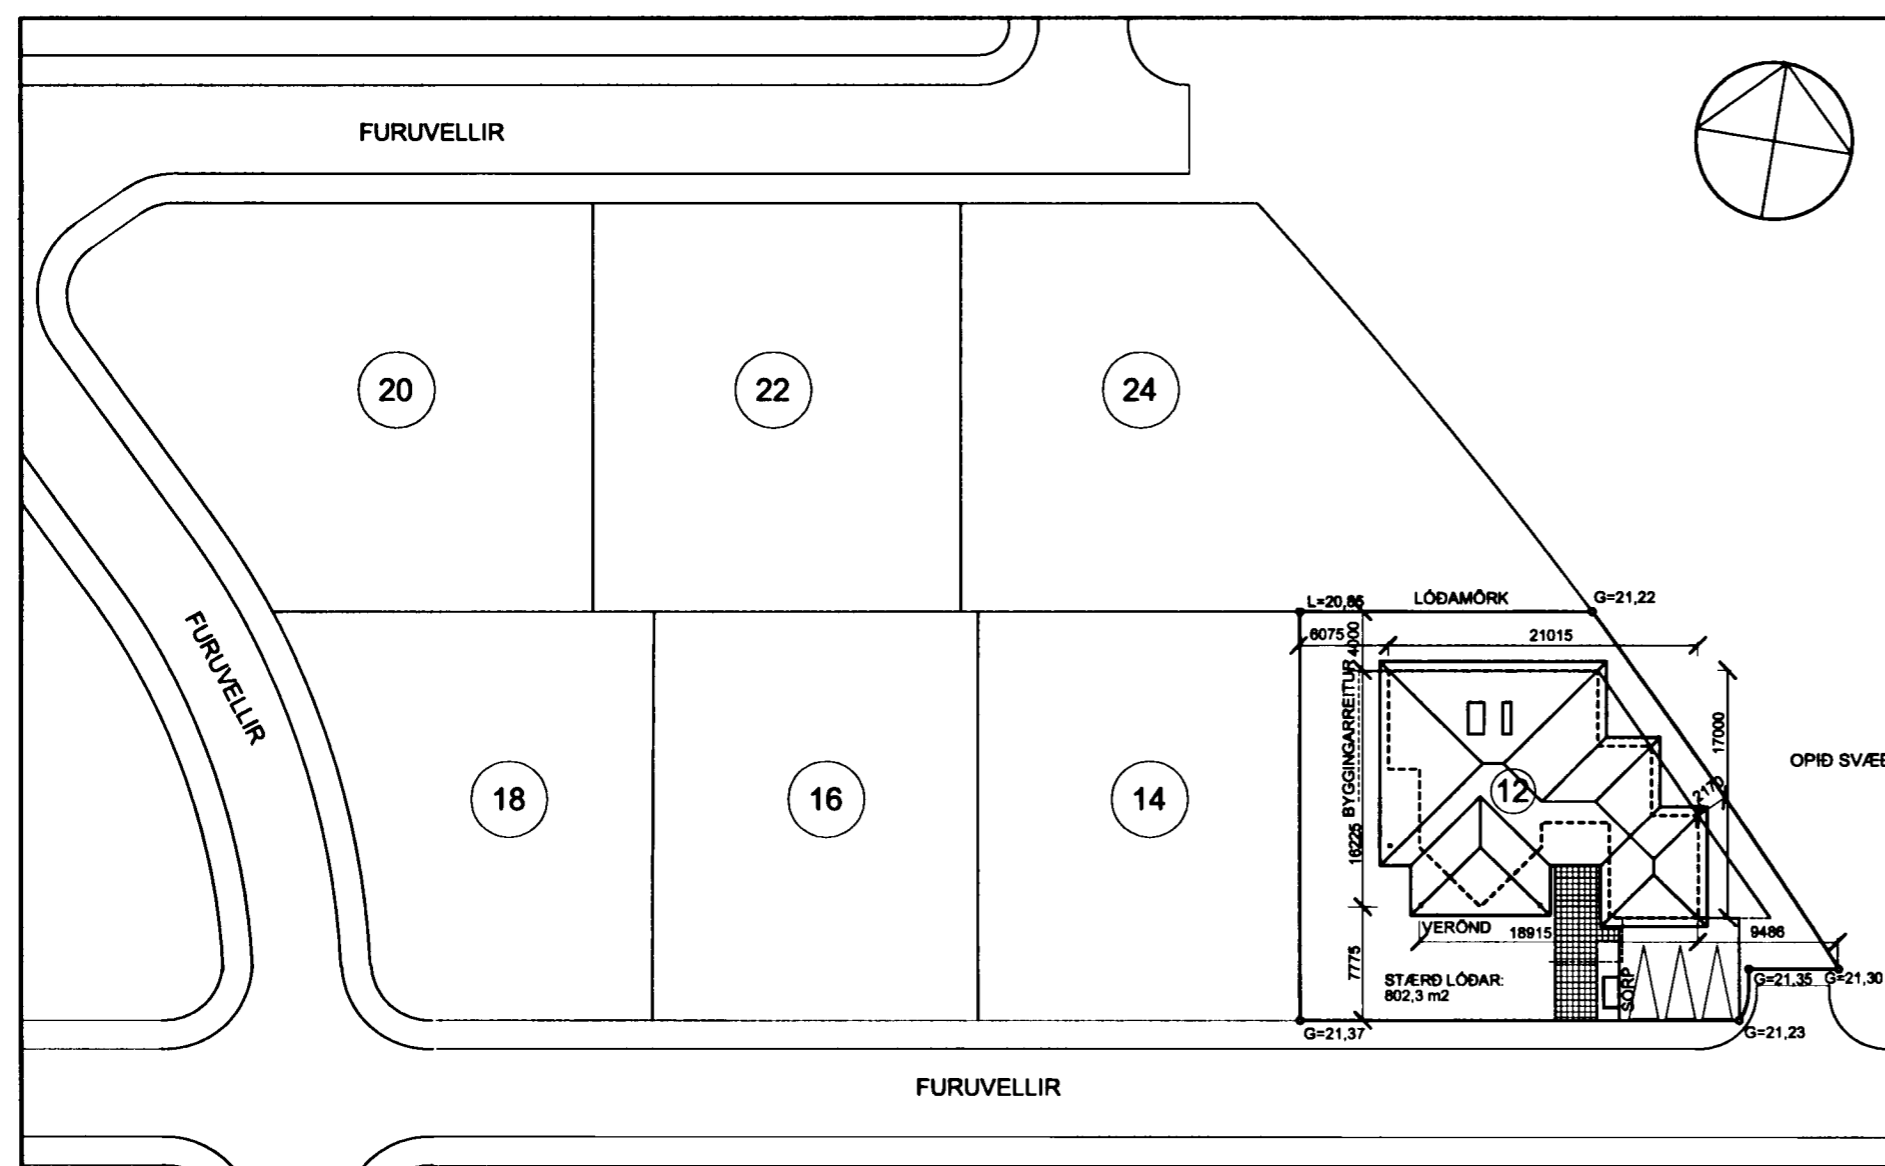 FURUVELLIR
20
22
24
FURUVELLIR
L=20,85
LÓÐAMÖRK
G=21,22
6075
4000
21015
BYGGINGARREITUR
17000
OPIÐ SVÆÐ
18
16
14
12
2170
16225
VERÖND
18915
9486
7775
STÆRÐ LÓÐAR:
802,3 m2
SORP
G=21,35
G=21,30
G=21,37
G=21,23
FURUVELLIR